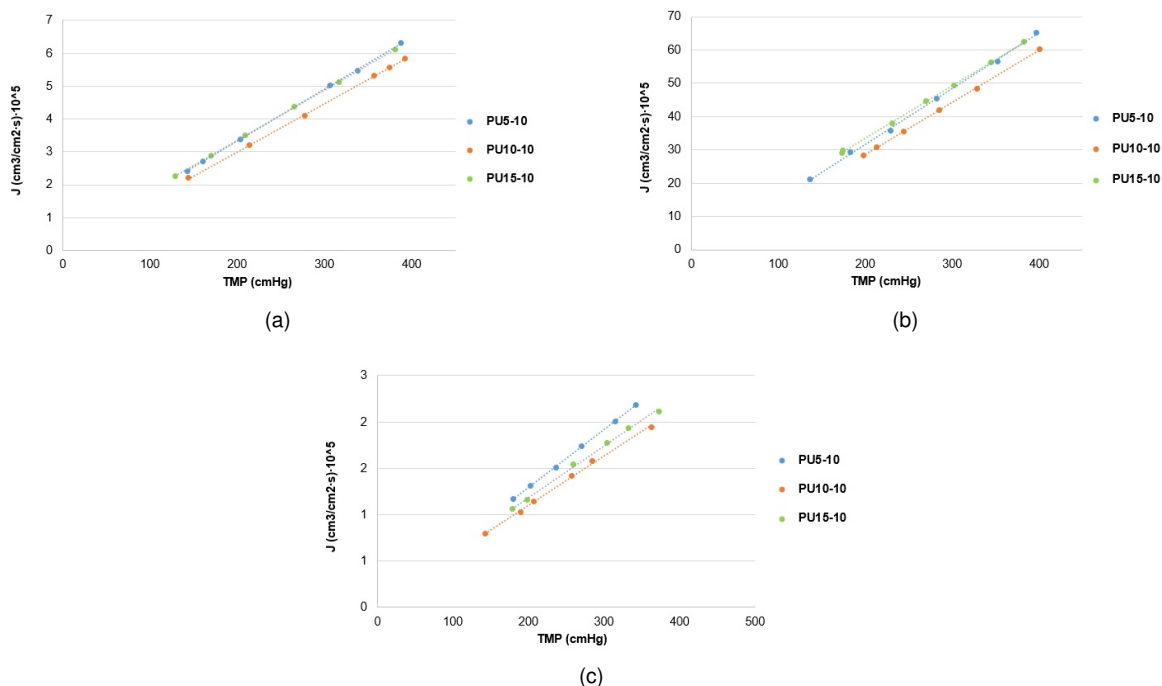 7
6
5
4
3
2
1
0
J (cm3/cm2·s)·10^5
0 100 200 300 400
TMP (cmHg)
PU5-10
PU10-10
PU15-10
(a)
70
60
50
40
30
20
10
0
J (cm3/cm2·s)·10^5
0 100 200 300 400
TMP (cmHg)
PU5-10
PU10-10
PU15-10
(b)
3
2
2
1
1
0
J (cm3/cm2·s)·10^5
0 100 200 300 400 500
TMP (cmHg)
PU5-10
PU10-10
PU15-10
(c)